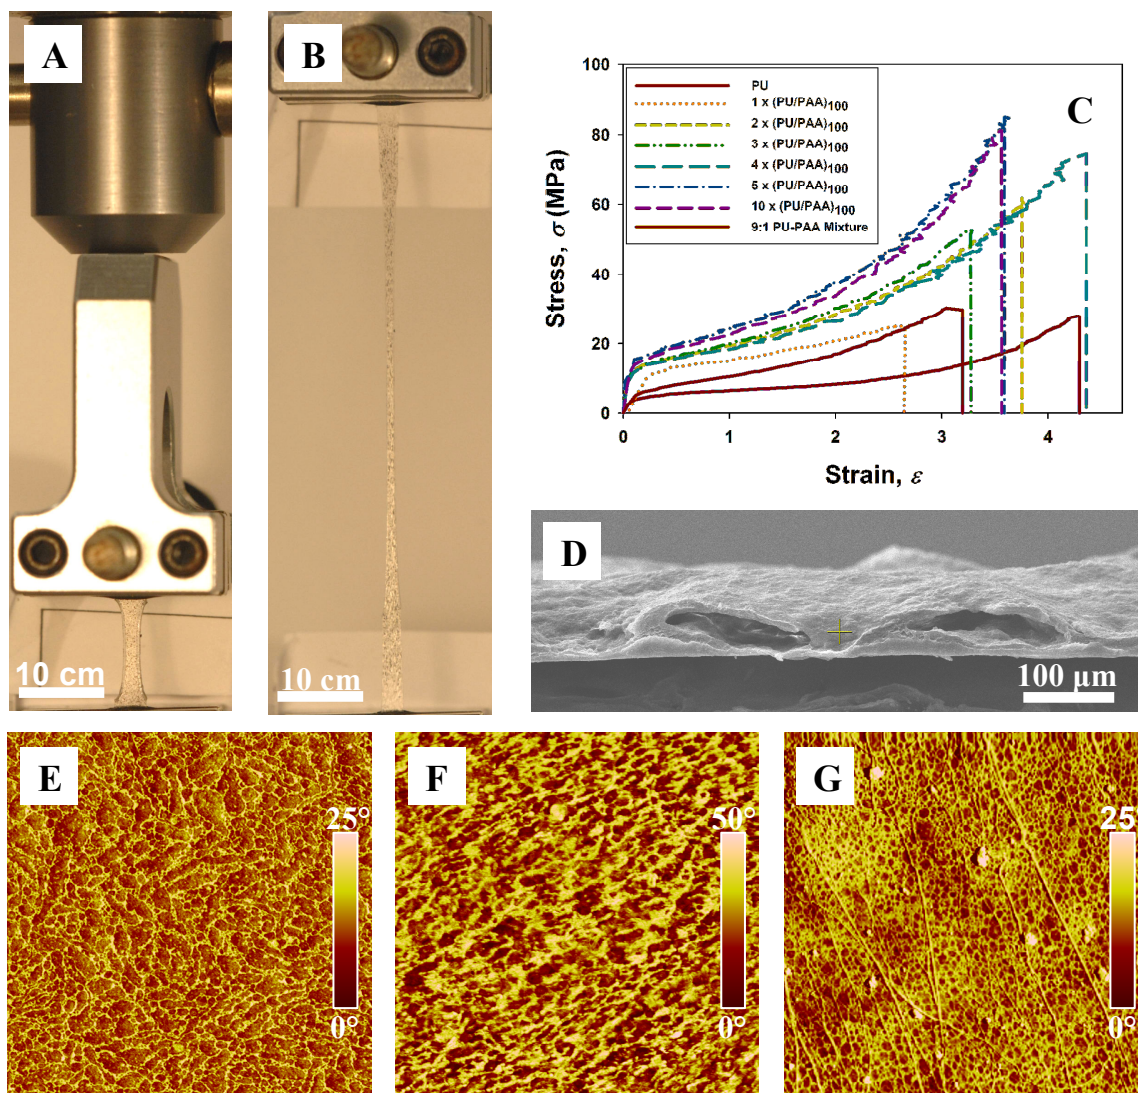 A
B
10 cm
10 cm
C
100
80
60
40
20
0
Stress, σ (MPa)
PU
1 x (PU/PAA)100
2 x (PU/PAA)100
3 x (PU/PAA)100
4 x (PU/PAA)100
5 x (PU/PAA)100
10 x (PU/PAA)100
9:1 PU-PAA Mixture
0 1 2 3 4
Strain, ε
D
100 µm
E
25°
0°
F
50°
0°
G
25
0°